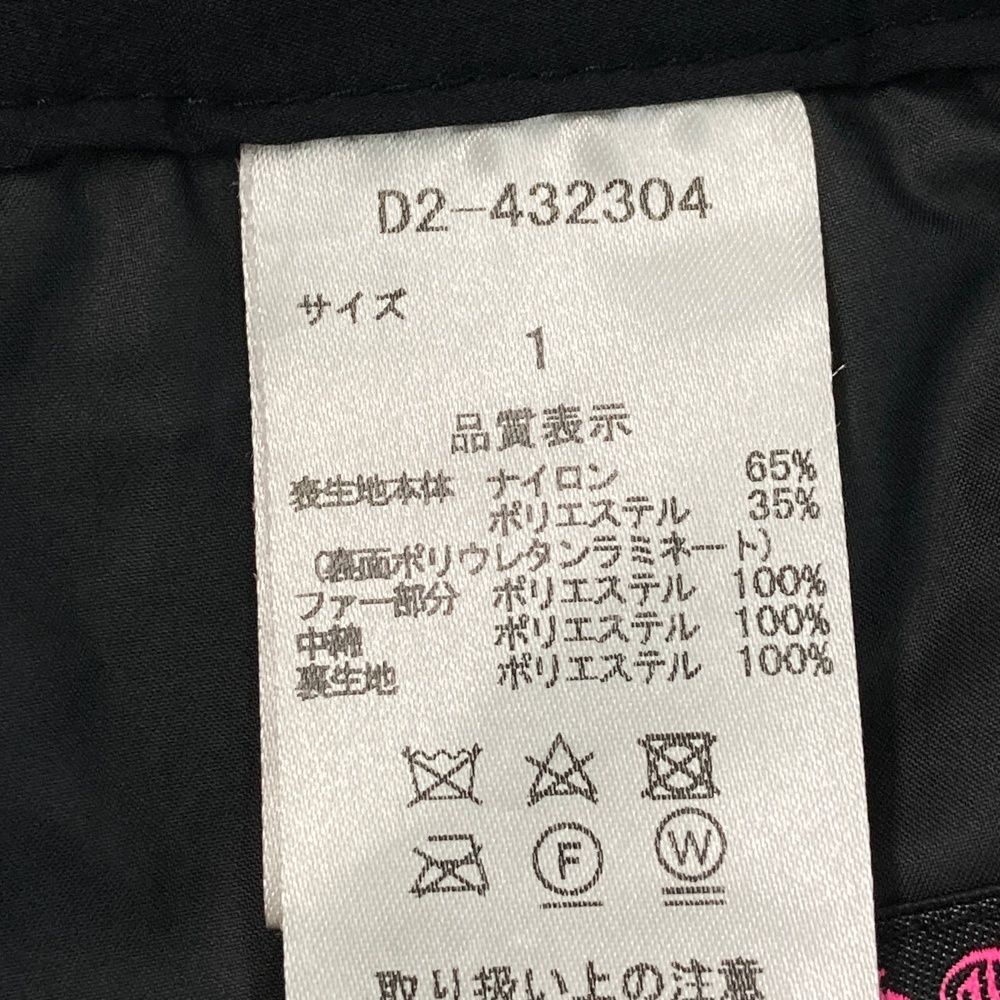 D2-432304
サイズ
1
品質表示
表生地本体 ナイロン 65%
ポリエステル 35%
(裏面ポリウレタンラミネート)
ファー部分 ポリエステル 100%
中綿 ポリエステル 100%
裏生地 ポリエステル 100%
F W
取り扱い上の注意